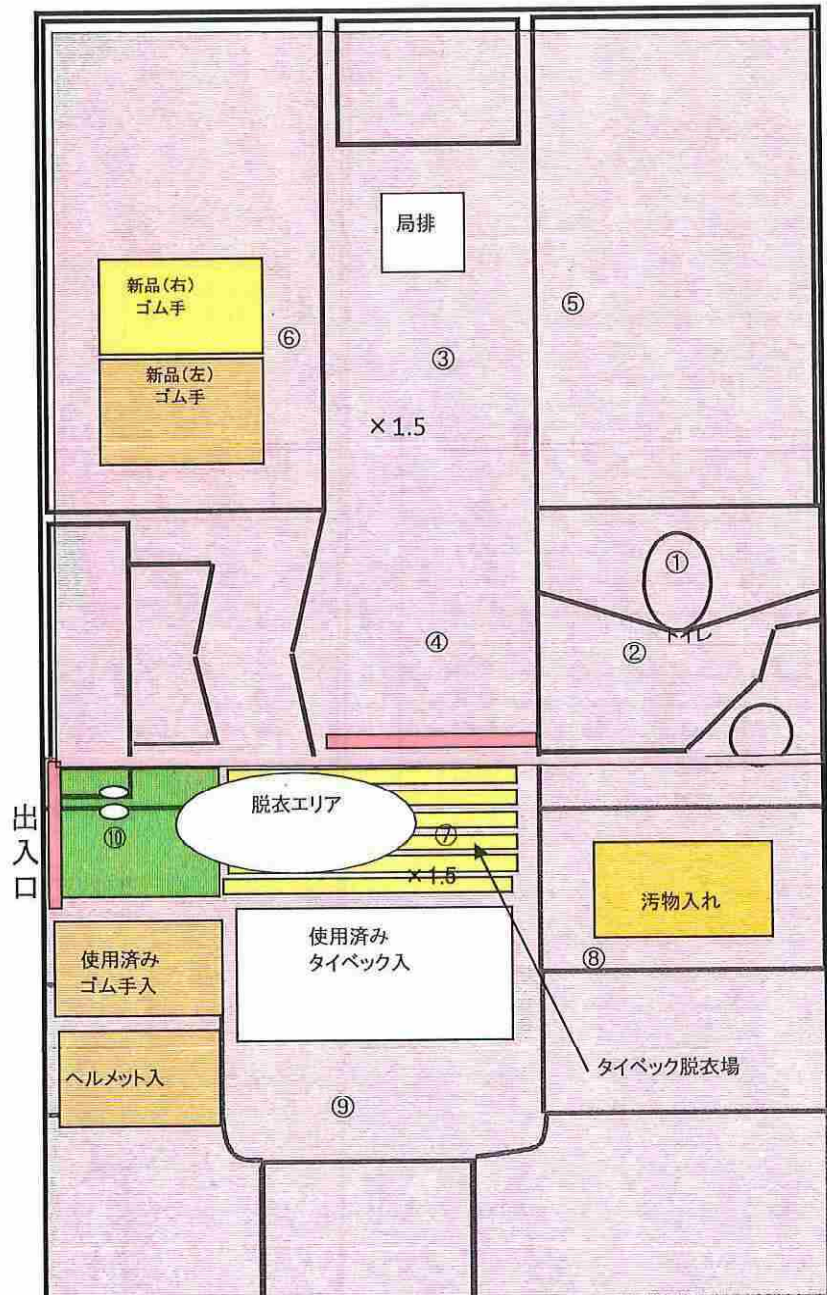 局排
新品(右)
ゴム手
⑥
⑤
③
新品(左)
ゴム手
×1.5
①
④
②
トイレ
出入口
脱衣エリア
⑩
⑦
×1.5
汚物入れ
使用済み
ゴム手入
使用済み
タイベック入
⑧
ヘルメット入
タイベック脱衣場
⑨